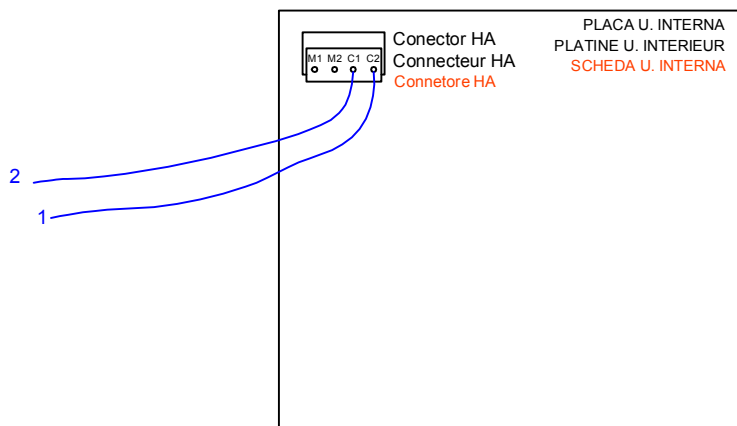 PLACA U. INTERNA
PLATINE U. INTERIEUR
SCHEDA U. INTERNA
Conector HA
Connecteur HA
Connetore HA
M1 M2 C1 C2
2
1